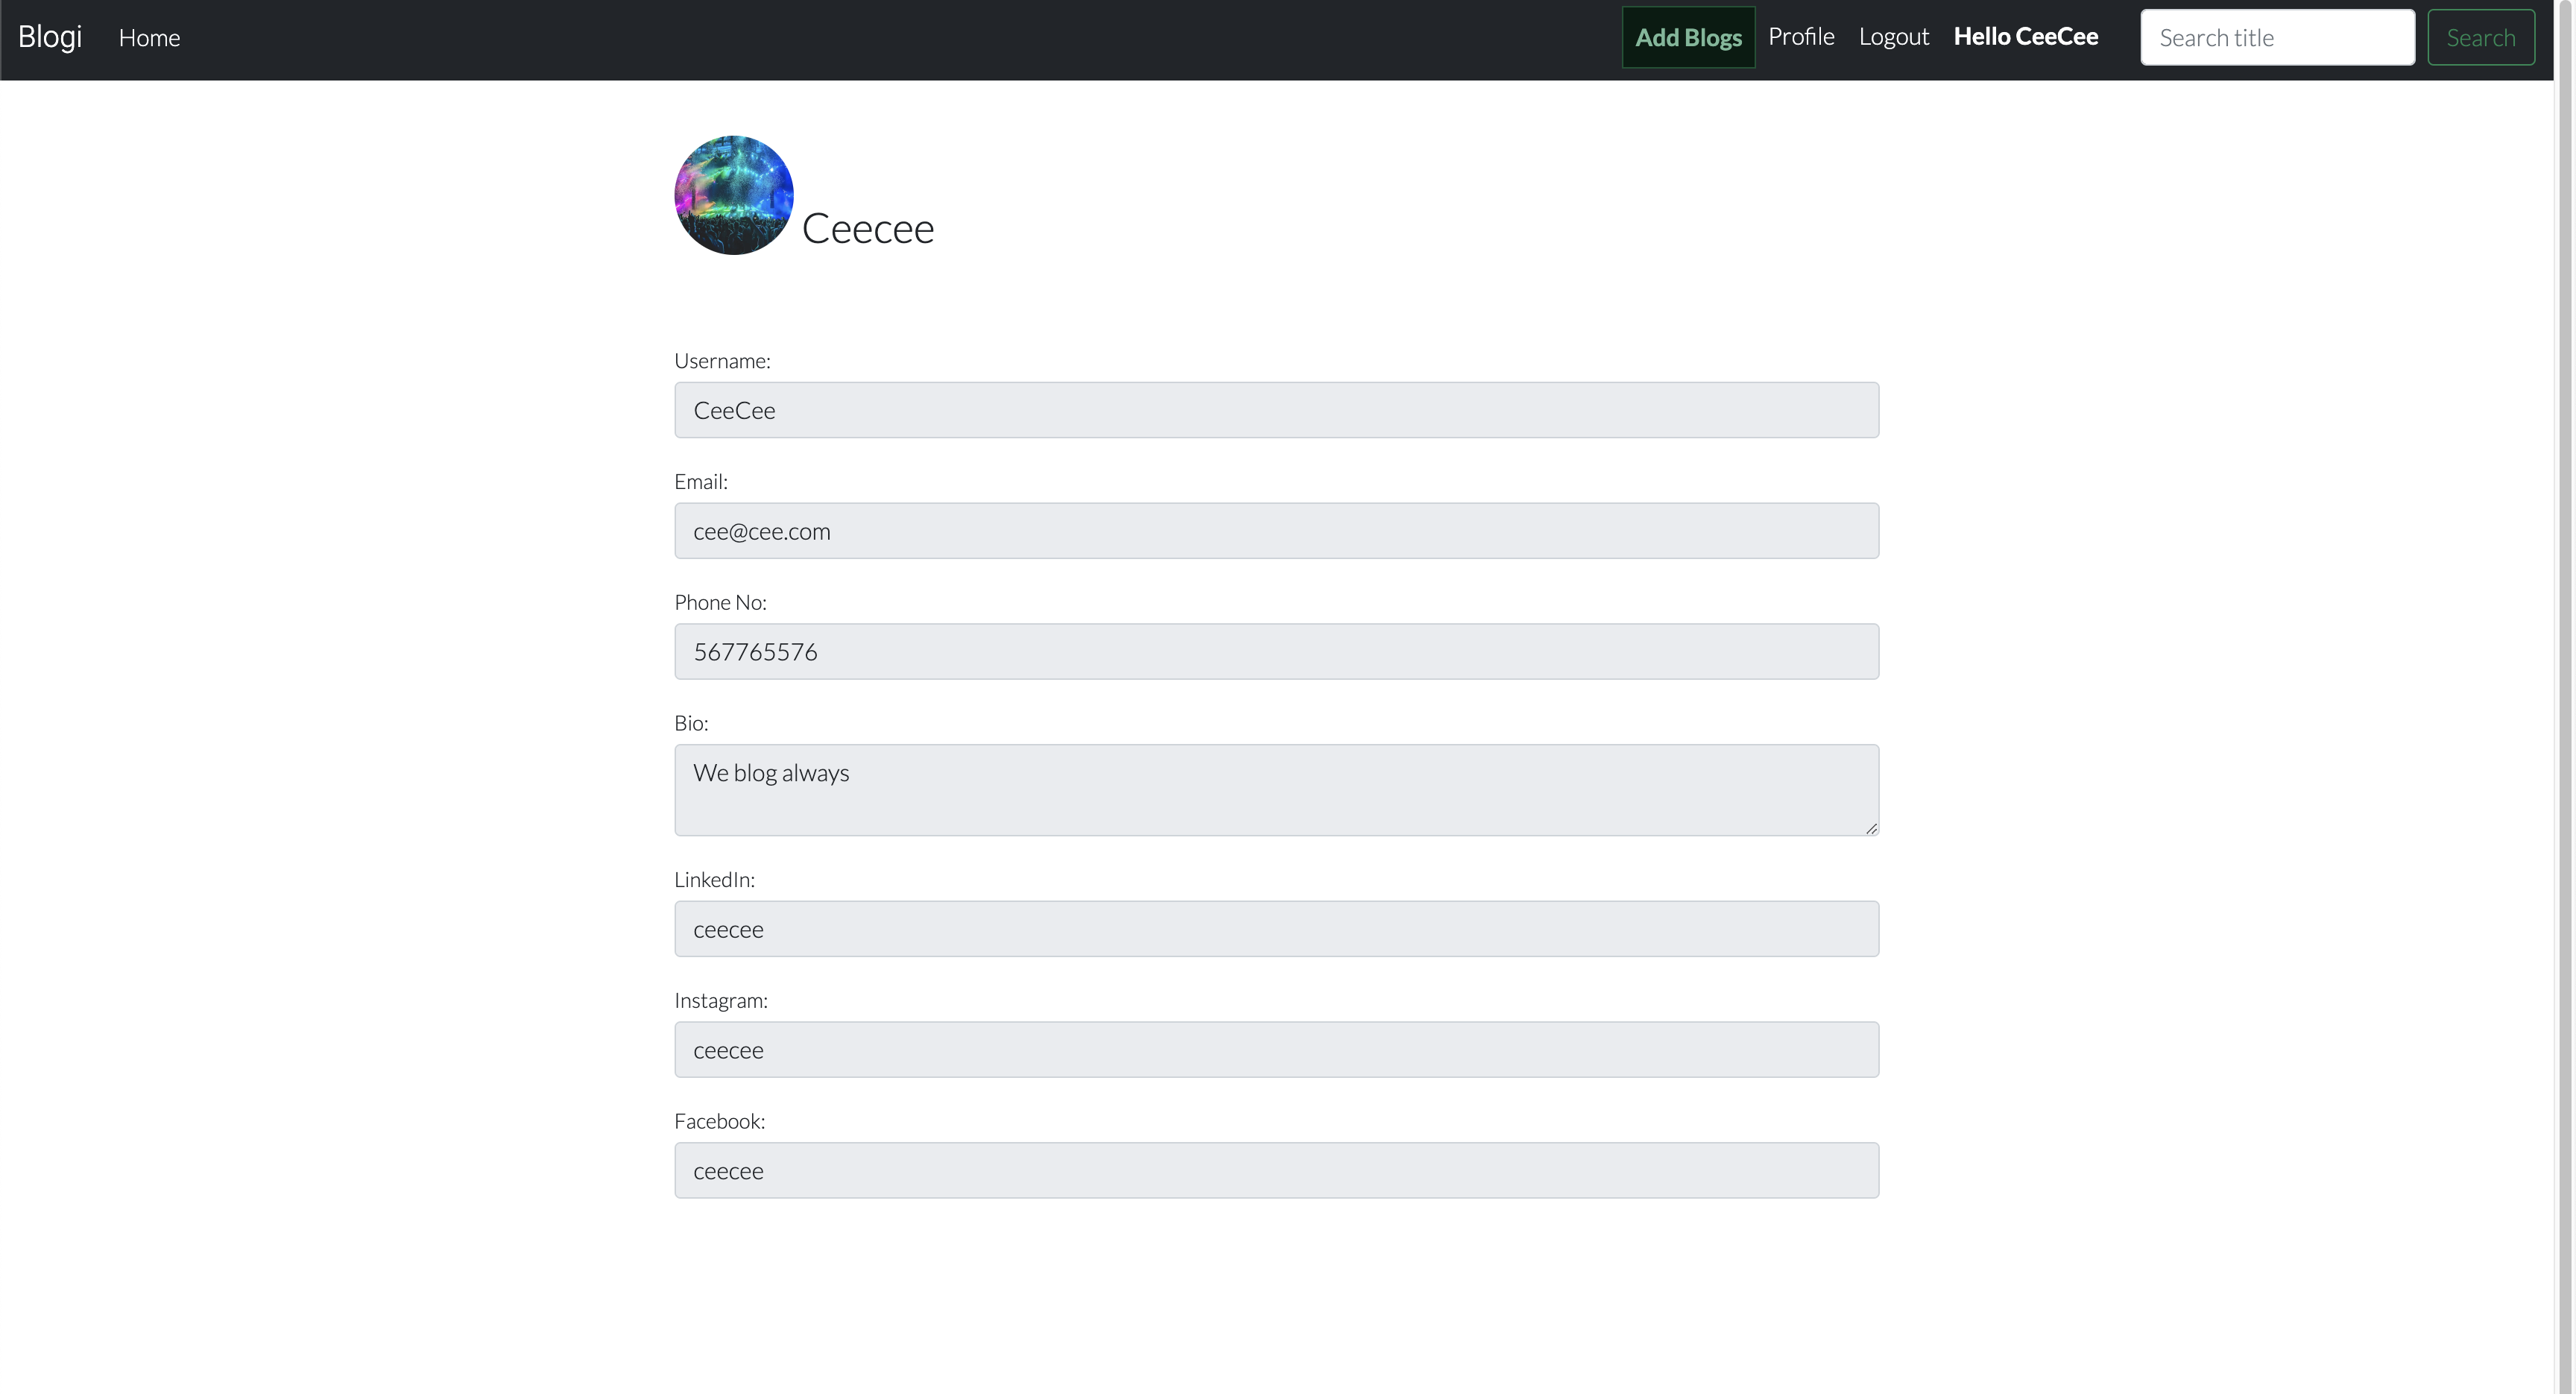 Blogi Home Add Blogs Profile Logout Hello CeeCee Search title Search
Ceecee
Username:
CeeCee
Email:
cee@cee.com
Phone No:
567765576
Bio:
We blog always
LinkedIn:
ceecee
Instagram:
ceecee
Facebook:
ceecee